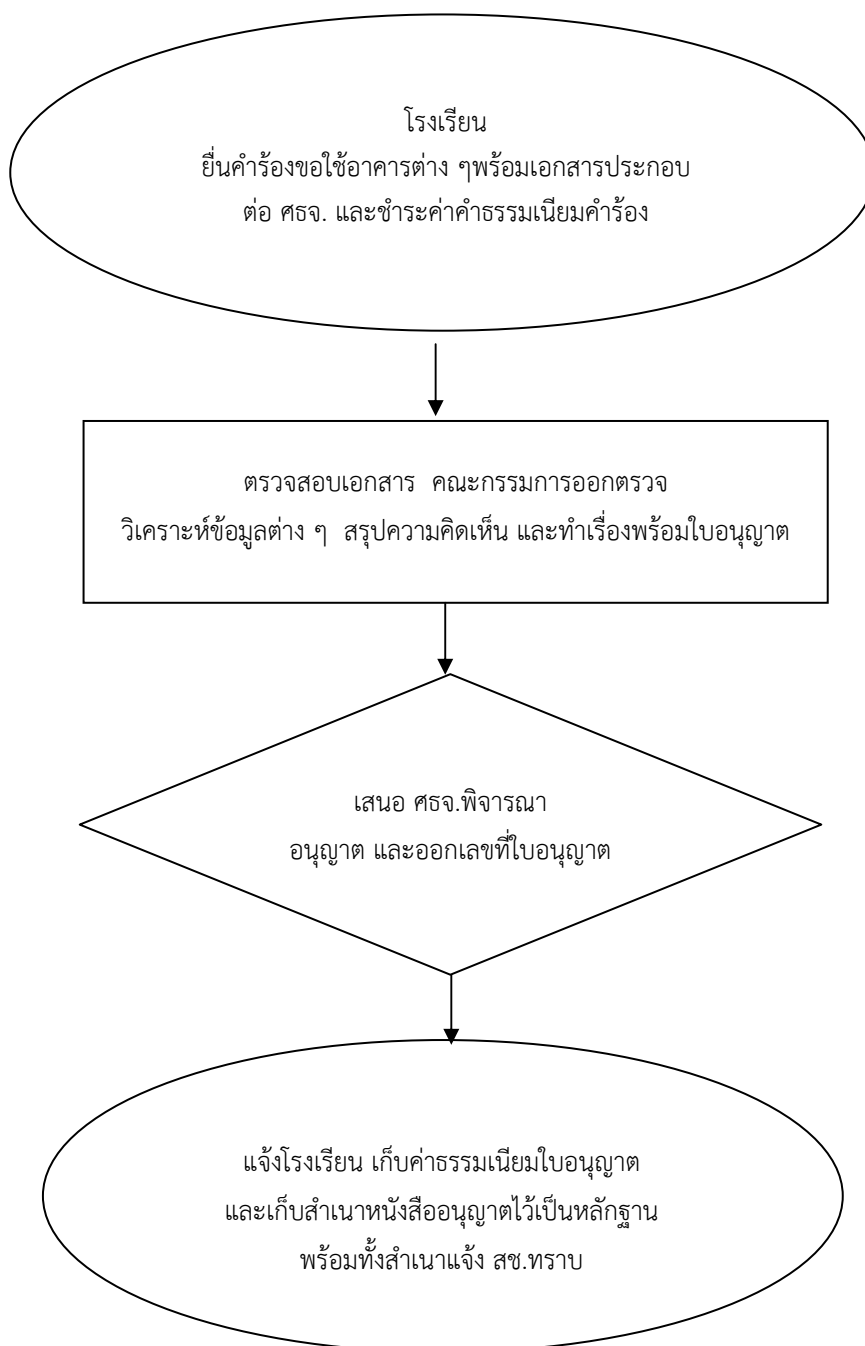 โรงเรียน
ยื่นคำร้องขอใช้อาคารต่าง ๆพร้อมเอกสารประกอบ
ต่อ ศธจ. และชำระค่าคำธรรมเนียมคำร้อง
ตรวจสอบเอกสาร คณะกรรมการออกตรวจ
วิเคราะห์ข้อมูลต่าง ๆ สรุปความคิดเห็น และทำเรื่องพร้อมใบอนุญาต
เสนอ ศธจ.พิจารณา
อนุญาต และออกเลขที่ใบอนุญาต
แจ้งโรงเรียน เก็บค่าธรรมเนียมใบอนุญาต
และเก็บสำเนาหนังสืออนุญาตไว้เป็นหลักฐาน
พร้อมทั้งสำเนาแจ้ง สช.ทราบ